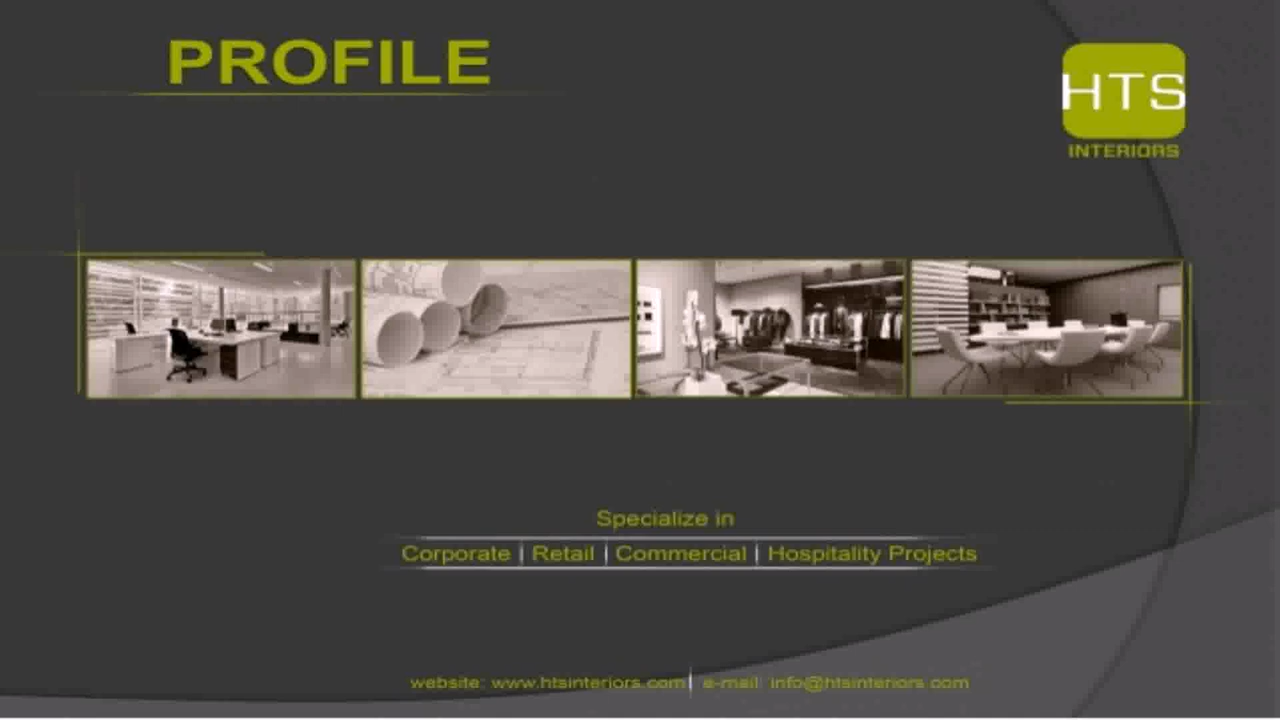 PROFILE
HTS
INTERIORS
Specialize in
Corporate | Retail | Commercial | Hospitality Projects
website: www.htsinteriors.com | e-mail: info@htsinteriors.com